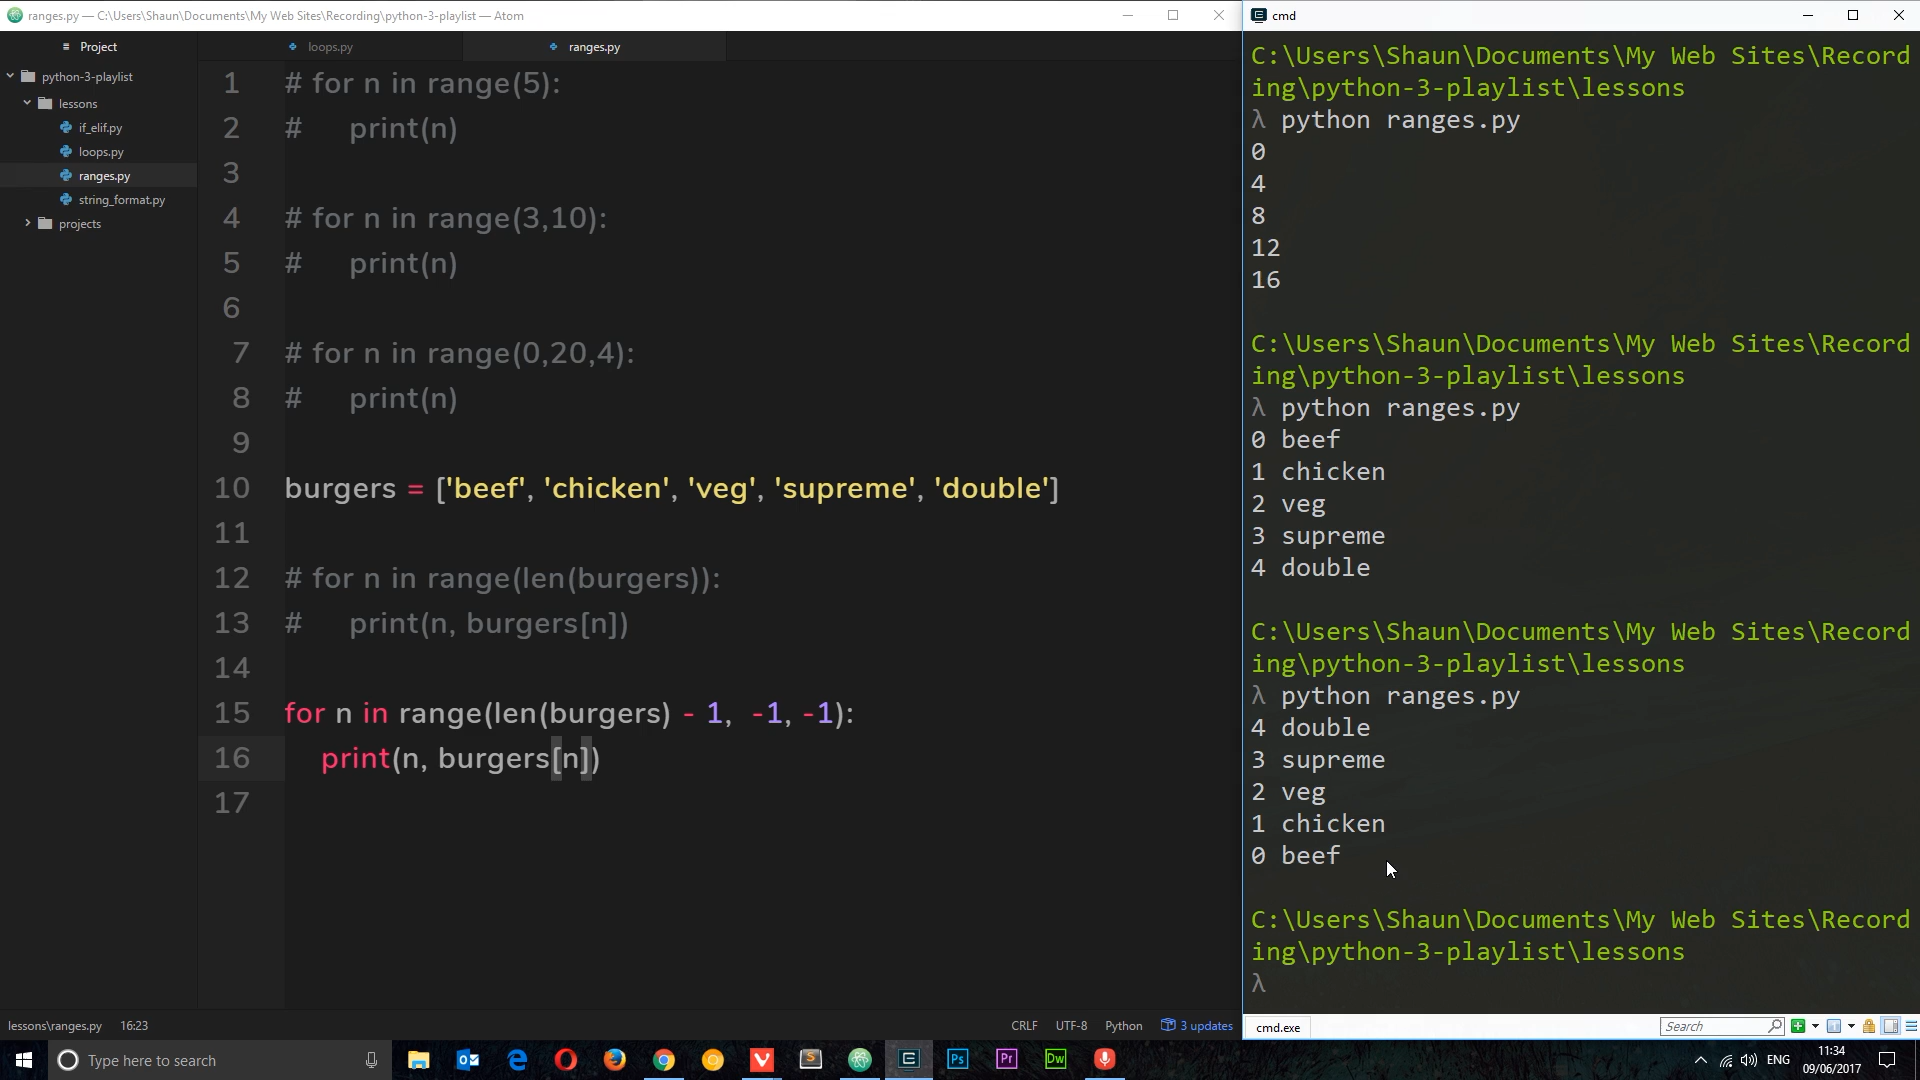 ranges.py — C:\Users\Shaun\Documents\My Web Sites\Recording\python-3-playlist — Atom
Project
python-3-playlist
lessons
if_elif.py
loops.py
ranges.py
string_format.py
projects
loops.py
ranges.py
1 # for n in range(5):
2 #     print(n)
3
4 # for n in range(3,10):
5 #     print(n)
6
7 # for n in range(0,20,4):
8 #     print(n)
9
10 burgers = ['beef', 'chicken', 'veg', 'supreme', 'double']
11
12 # for n in range(len(burgers)):
13 #     print(n, burgers[n])
14
15 for n in range(len(burgers) - 1,  -1, -1):
16     print(n, burgers[n])
17
lessons\ranges.py 16:23
CRLF UTF-8 Python 3 updates
cmd
C:\Users\Shaun\Documents\My Web Sites\Record
ing\python-3-playlist\lessons
λ python ranges.py
0
4
8
12
16
C:\Users\Shaun\Documents\My Web Sites\Record
ing\python-3-playlist\lessons
λ python ranges.py
0 beef
1 chicken
2 veg
3 supreme
4 double
C:\Users\Shaun\Documents\My Web Sites\Record
ing\python-3-playlist\lessons
λ python ranges.py
4 double
3 supreme
2 veg
1 chicken
0 beef
C:\Users\Shaun\Documents\My Web Sites\Record
ing\python-3-playlist\lessons
λ
cmd.exe
Search
Type here to search
Ps
Pr
Dw
ENG
11:34
09/06/2017